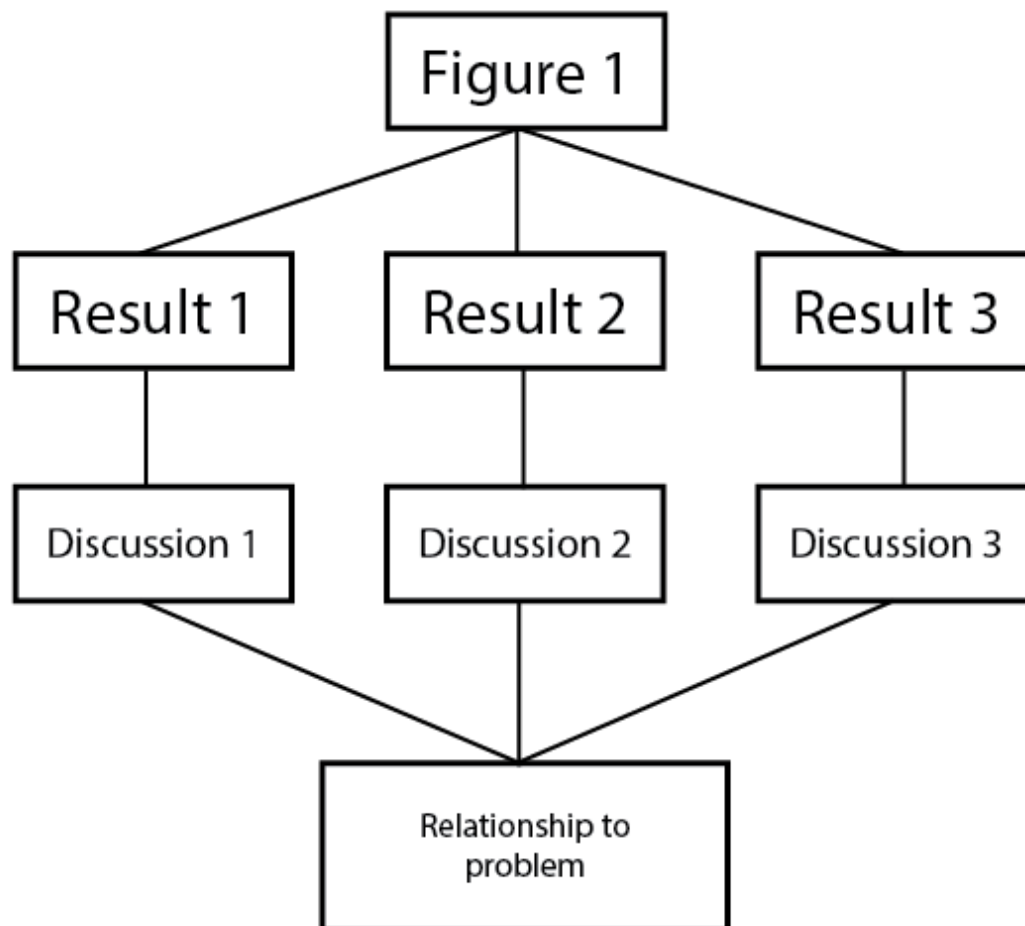 Figure 1
Result 1
Result 2
Result 3
Discussion 1
Discussion 2
Discussion 3
Relationship to
problem